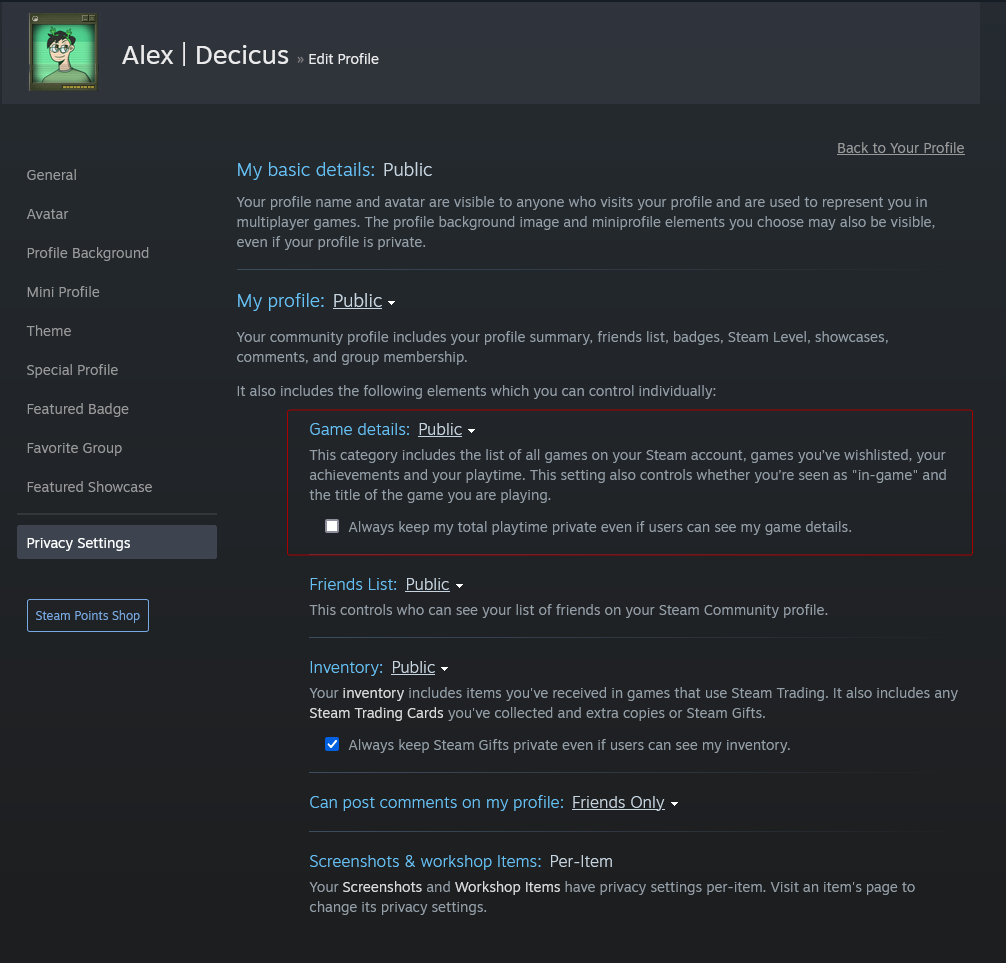 Alex | Decicus » Edit Profile
Back to Your Profile
General
Avatar
Profile Background
Mini Profile
Theme
Special Profile
Featured Badge
Favorite Group
Featured Showcase
Privacy Settings
Steam Points Shop
My basic details: Public
Your profile name and avatar are visible to anyone who visits your profile and are used to represent you in
multiplayer games. The profile background image and miniprofile elements you choose may also be visible,
even if your profile is private.
My profile: Public
Your community profile includes your profile summary, friends list, badges, Steam Level, showcases,
comments, and group membership.
It also includes the following elements which you can control individually:
Game details: Public
This category includes the list of all games on your Steam account, games you've wishlisted, your
achievements and your playtime. This setting also controls whether you're seen as "in-game" and
the title of the game you are playing.
Always keep my total playtime private even if users can see my game details.
Friends List: Public
This controls who can see your list of friends on your Steam Community profile.
Inventory: Public
Your inventory includes items you've received in games that use Steam Trading. It also includes any
Steam Trading Cards you've collected and extra copies or Steam Gifts.
Always keep Steam Gifts private even if users can see my inventory.
Can post comments on my profile: Friends Only
Screenshots & workshop Items: Per-Item
Your Screenshots and Workshop Items have privacy settings per-item. Visit an item's page to
change its privacy settings.